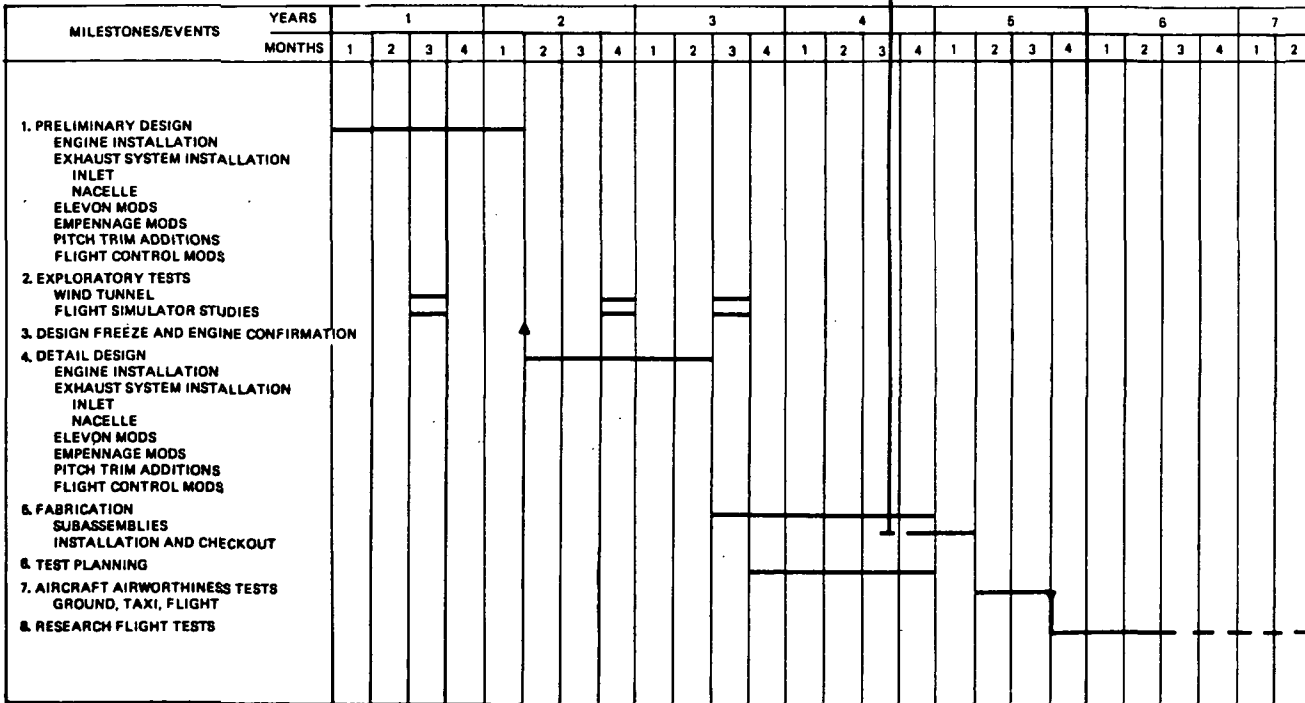 MILESTONES/EVENTS
YEARS 1 2 3 4 5 6 7
MONTHS 1 2 3 4 1 2 3 4 1 2 3 4 1 2 3 4 1 2 3 4 1 2 3 4 1 2
1. PRELIMINARY DESIGN
ENGINE INSTALLATION
EXHAUST SYSTEM INSTALLATION
INLET
NACELLE
ELEVON MODS
EMPENNAGE MODS
PITCH TRIM ADDITIONS
FLIGHT CONTROL MODS
2. EXPLORATORY TESTS
WIND TUNNEL
FLIGHT SIMULATOR STUDIES
3. DESIGN FREEZE AND ENGINE CONFIRMATION
4. DETAIL DESIGN
ENGINE INSTALLATION
EXHAUST SYSTEM INSTALLATION
INLET
NACELLE
ELEVON MODS
EMPENNAGE MODS
PITCH TRIM ADDITIONS
FLIGHT CONTROL MODS
5. FABRICATION
SUBASSEMBLIES
INSTALLATION AND CHECKOUT
6. TEST PLANNING
7. AIRCRAFT AIRWORTHINESS TESTS
GROUND, TAXI, FLIGHT
8. RESEARCH FLIGHT TESTS